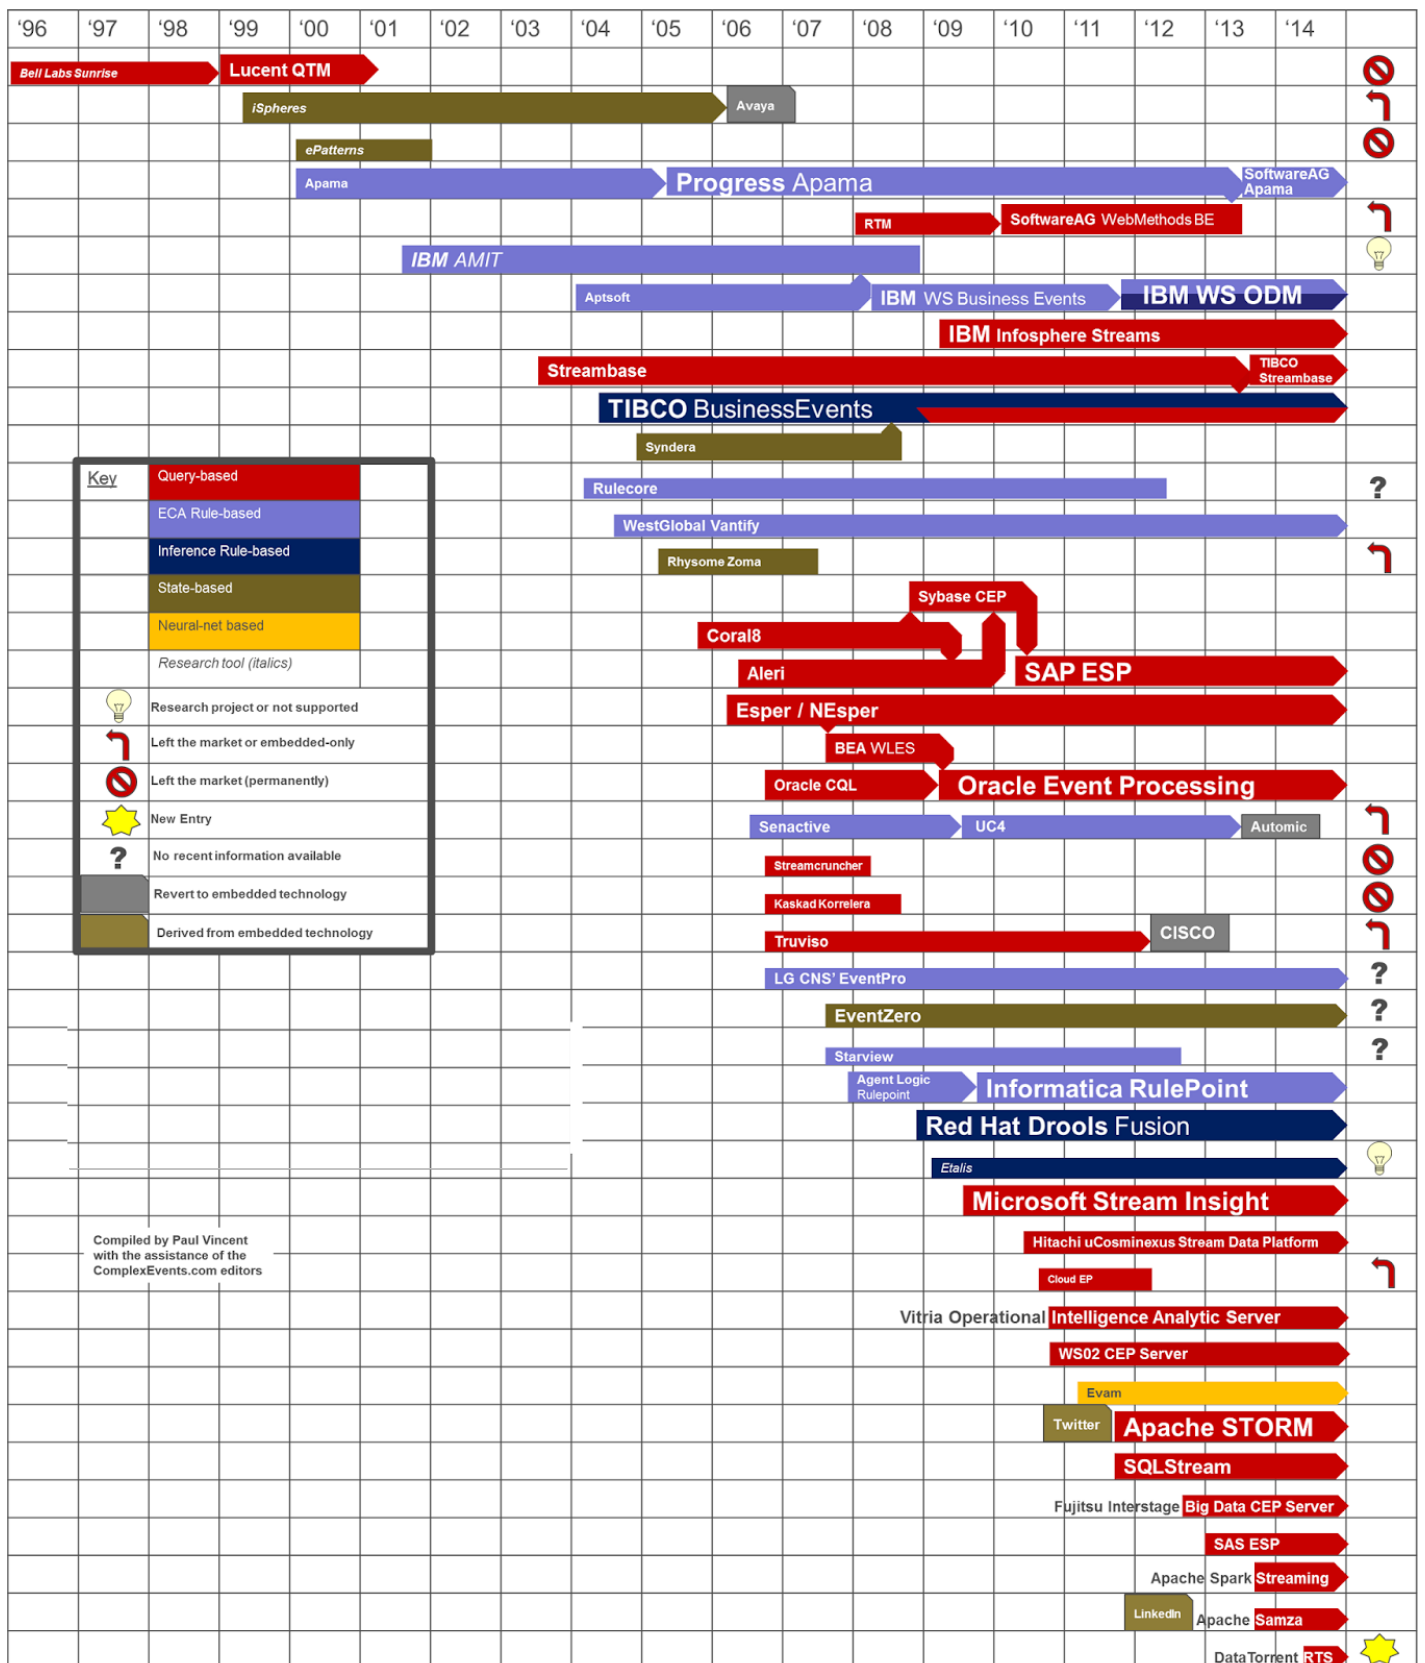 ‘96 ‘97 ‘98 ‘99 ‘00 ‘01 ‘02 ‘03 ‘04 ‘05 ‘06 ‘07 ‘08 ‘09 ‘10 ‘11 ‘12 ‘13 ‘14
Bell Labs Sunrise Lucent QTM
iSpheres Avaya
ePatterns
Apama Progress Apama SoftwareAG
Apama
RTM SoftwareAG WebMethods BE
IBM AMIT
Aptsoft IBM WS Business Events IBM WS ODM
IBM Infosphere Streams
Streambase TIBCO
Streambase
TIBCO BusinessEvents
Syndera
Rulecore ?
WestGlobal Vantify
Rhysome Zoma
Sybase CEP
Coral8
Aleri SAP ESP
Esper / NEsper
BEA WLES
Oracle CQL Oracle Event Processing
Senactive UC4 Automic
Streamcruncher
Kaskad Korrelera
Truviso CISCO
LG CNS’ EventPro ?
EventZero ?
Starview ?
Agent Logic
Rulepoint Informatica RulePoint
Red Hat Drools Fusion
Etalis
Microsoft Stream Insight
Hitachi uCosminexus Stream Data Platform
Cloud EP
Vitria Operational Intelligence Analytic Server
WS02 CEP Server
Evam
Twitter Apache STORM
SQLStream
Fujitsu Interstage Big Data CEP Server
SAS ESP
Apache Spark Streaming
LinkedIn Apache Samza
DataTorrent RTS
Key Query-based
ECA Rule-based
Inference Rule-based
State-based
Neural-net based
Research tool (italics)
Research project or not supported
Left the market or embedded-only
Left the market (permanently)
New Entry
? No recent information available
Revert to embedded technology
Derived from embedded technology
Compiled by Paul Vincent
with the assistance of the
ComplexEvents.com editors